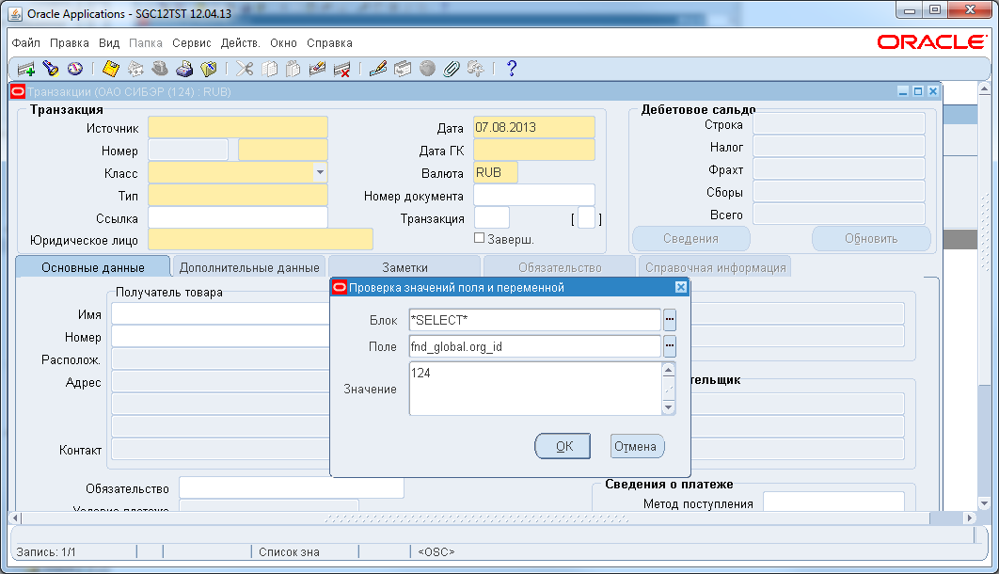 Oracle Applications - SGC12TST 12.04.13
Файл Правка Вид Папка Сервис Действ. Окно Справка
ORACLE
Транзакции (ОАО СИБЭР (124) : RUB)
Транзакция
Дебетовое сальдо
Источник
Дата 07.08.2013
Строка
Номер
Дата ГК
Налог
Класс
Валюта RUB
Фрахт
Тип
Номер документа
Сборы
Ссылка
Транзакция [ ]
Всего
Юридическое лицо
Заверш.
Сведения
Обновить
Основные данные
Дополнительные данные
Заметки
Обязательство
Справочная информация
Получатель товара
Имя
Номер
Располож.
Адрес
Контакт
Обязательство
Условие платежа
Проверка значений поля и переменной
Блок *SELECT*
Поле fnd_global.org_id
Значение 124
ОК
Отмена
тельщик
Сведения о платеже
Метод поступления
Запись: 1/1
Список зна
<OSC>